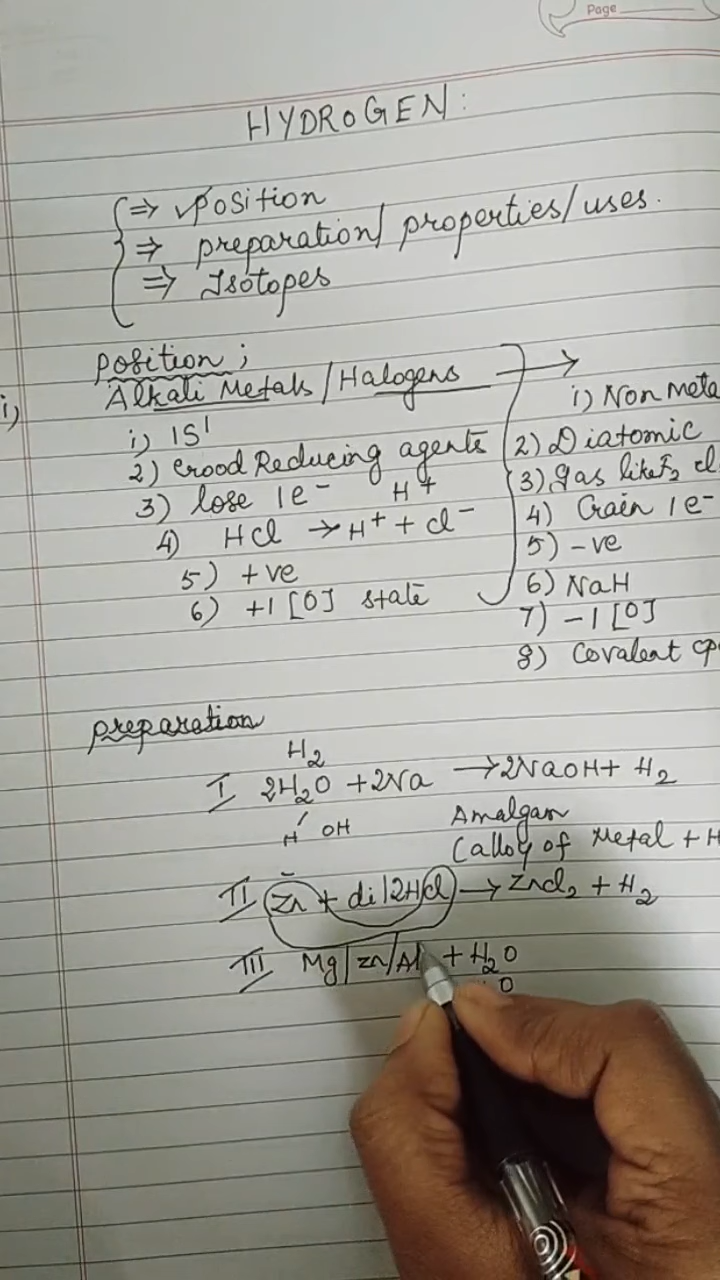 Page
HYDROGEN:
⇒ ✓Position
⇒ preparation/ properties/uses.
⇒ Isotopes
Position ;
i) Alkali Metals / Halogens →
i) 1S¹
2) Good Reducing agents
3) lose 1e⁻ H⁺
4) HCl → H⁺ + Cl⁻
5) +ve
6) +1 [O] state
i) Non meta
2) Diatomic
3) gas like F₂ cl
4) Gain 1e⁻
5) -ve
6) NaH
7) -1 [O]
8) Covalent cp
preparation
H₂
I 2H₂O + 2Na → 2NaOH + H₂
H OH
Amalgam
(alloy of Metal + H
II Zn + dil 2HCl → ZnCl₂ + H₂
III Mg/Zn/Al + H₂O
O